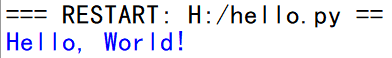 === RESTART: H:/hello.py ==
Hello, World!